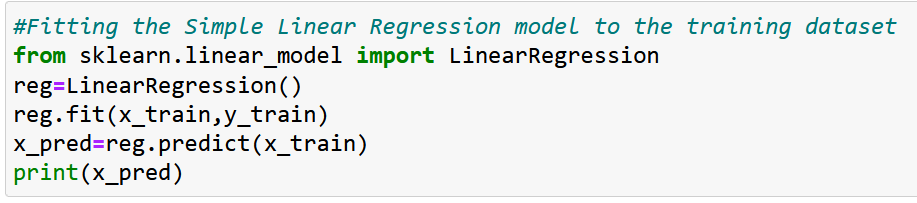 #Fitting the Simple Linear Regression model to the training dataset
from sklearn.linear_model import LinearRegression
reg=LinearRegression()
reg.fit(x_train,y_train)
x_pred=reg.predict(x_train)
print(x_pred)